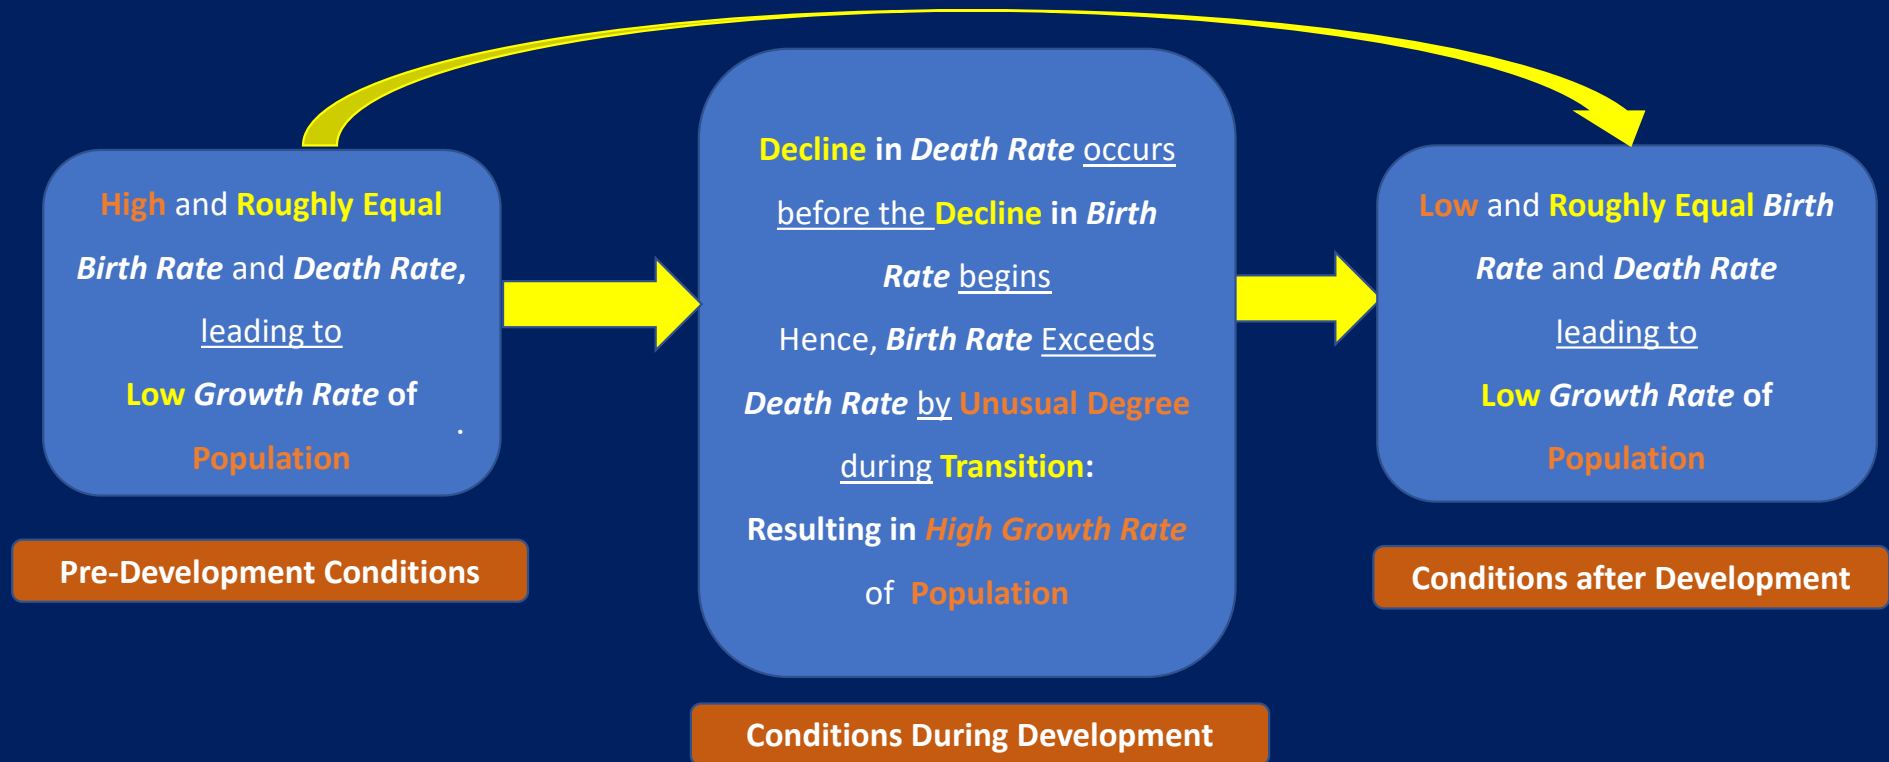 High and Roughly Equal
Birth Rate and Death Rate,
leading to
Low Growth Rate of
.
Population
Pre-Development Conditions
Decline in Death Rate occurs
before the Decline in Birth
Rate begins
Hence, Birth Rate Exceeds
Death Rate by Unusual Degree
during Transition:
Resulting in High Growth Rate
of Population
Conditions During Development
Low and Roughly Equal Birth
Rate and Death Rate
leading to
Low Growth Rate of
Population
Conditions after Development